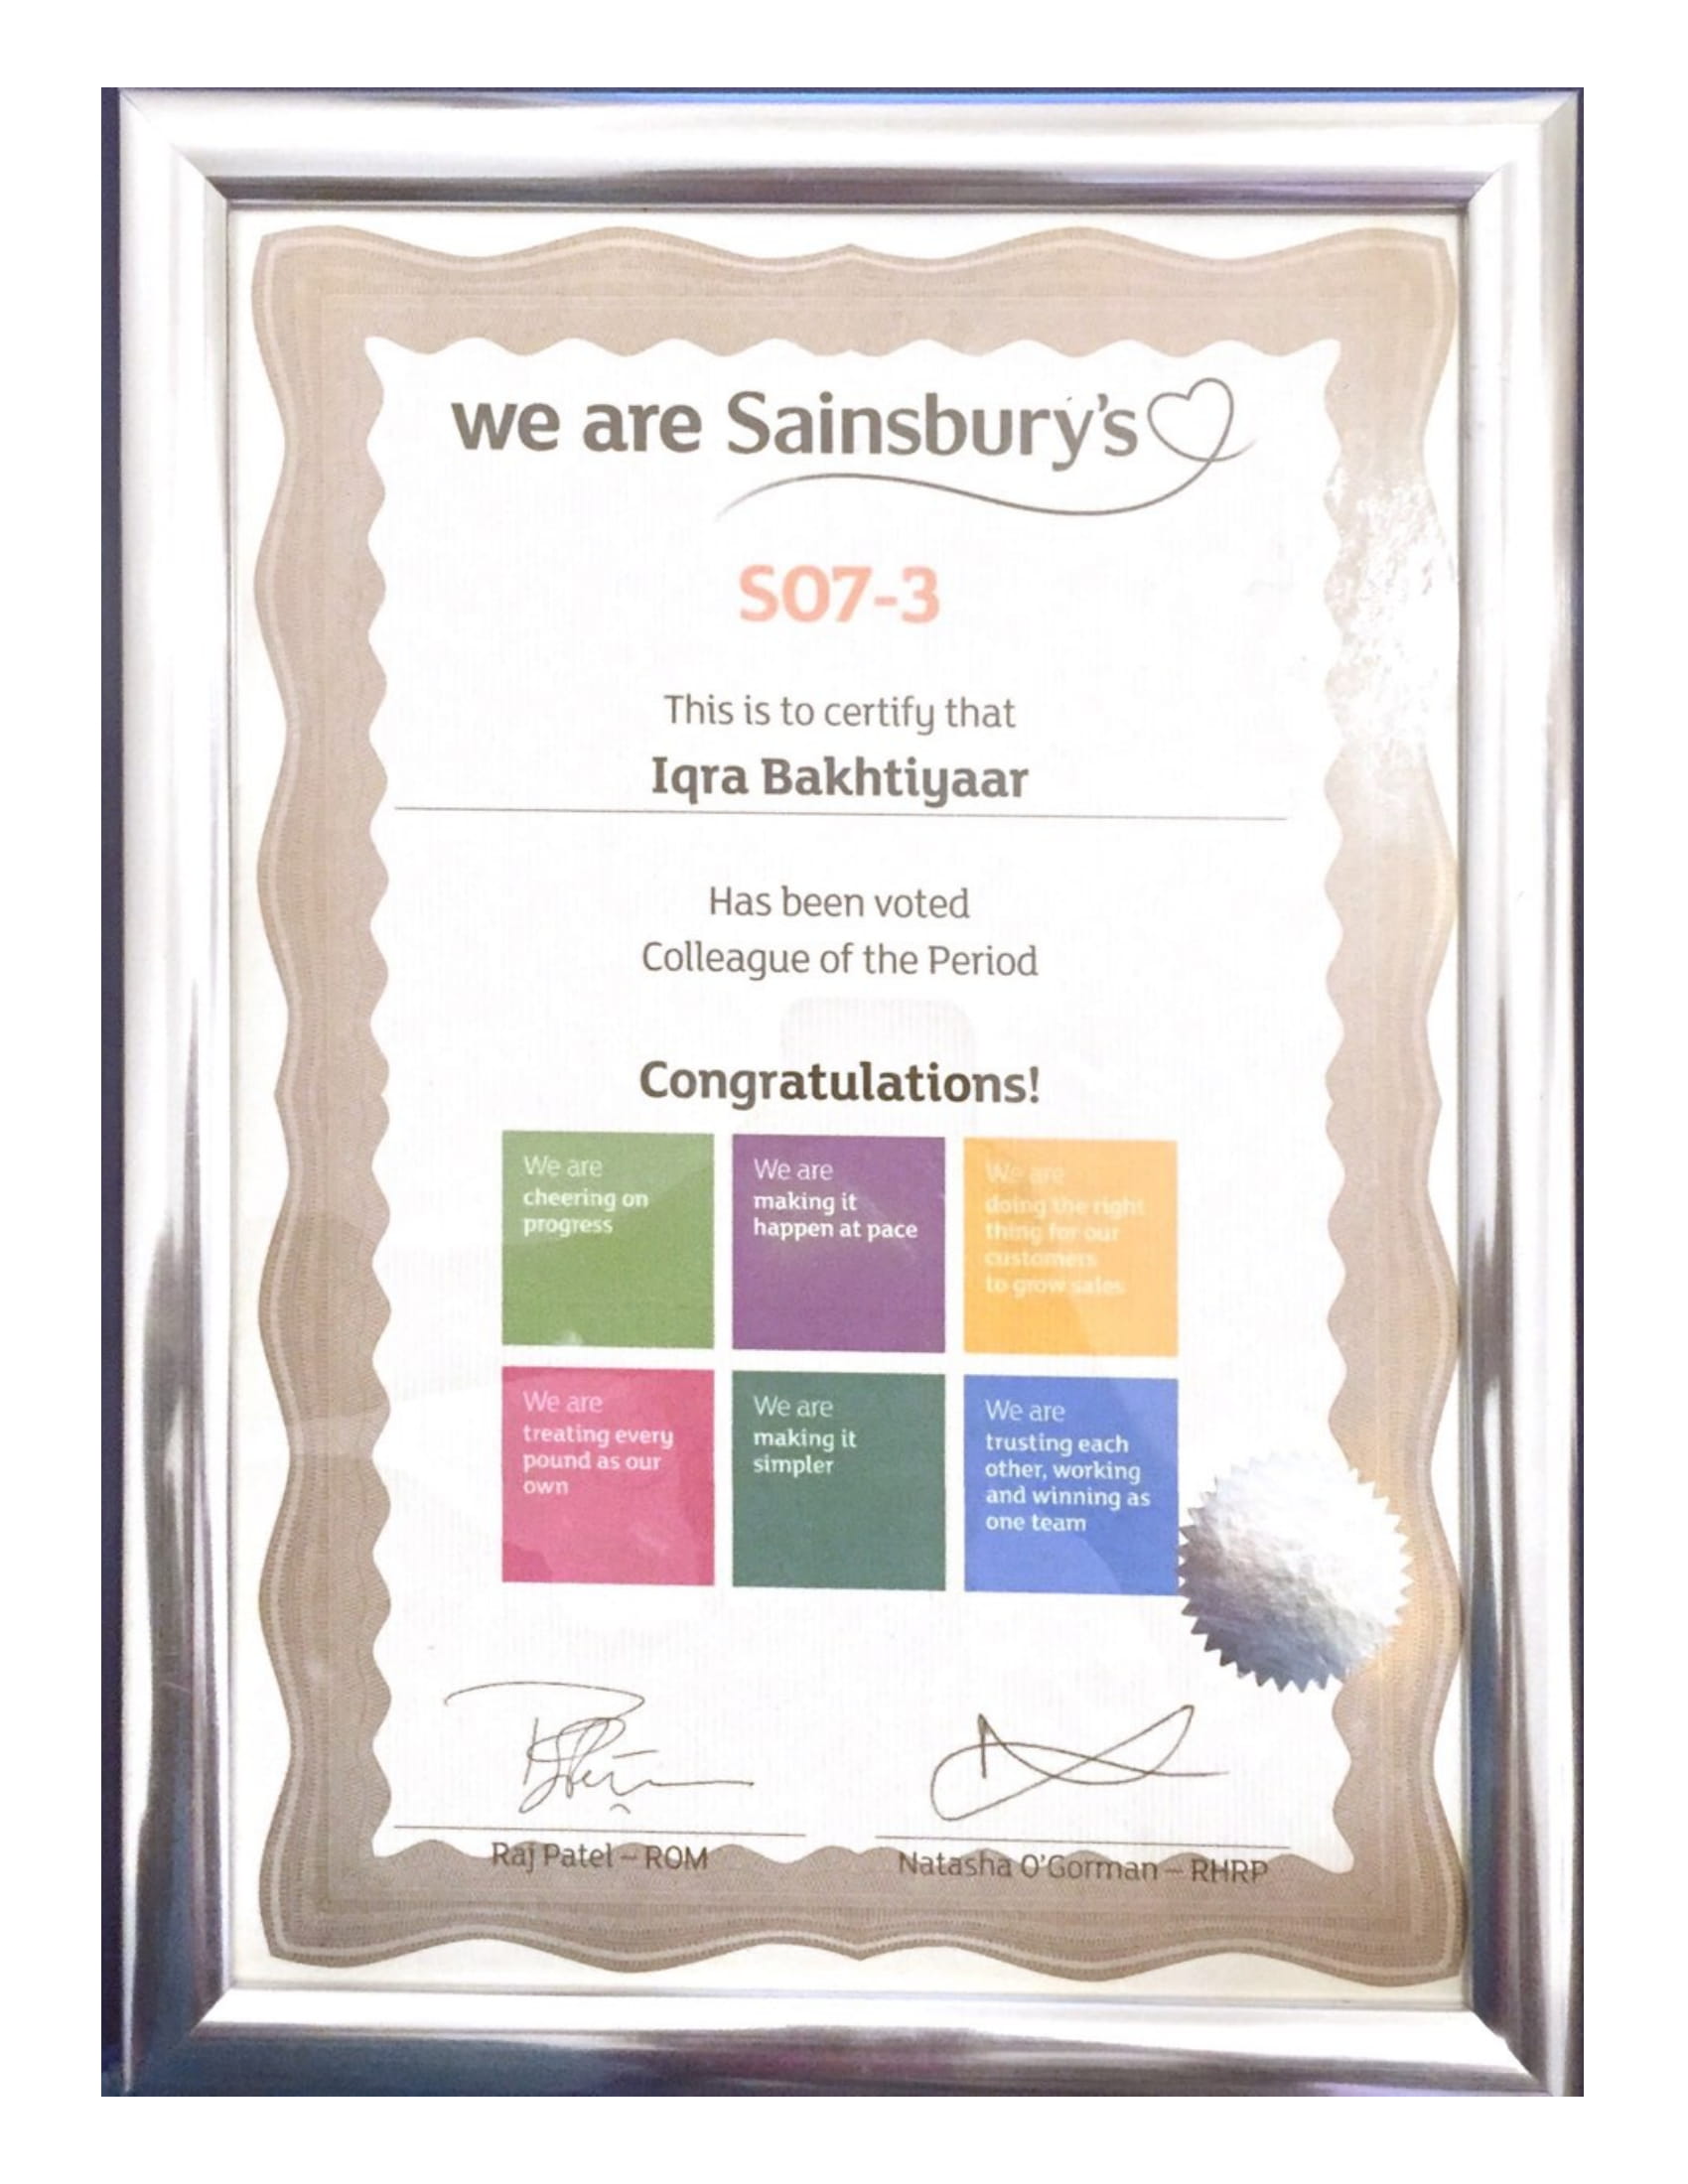 we are Sainsbury's
SO7-3
This is to certify that
Iqra Bakhtiyaar
Has been voted
Colleague of the Period
Congratulations!
We are
cheering on
progress
We are
making it
happen at pace
We are
doing the right
thing for our
customers
to grow sales
We are
treating every
pound as our
own
We are
making it
simpler
We are
trusting each
other, working
and winning as
one team
Raj Patel – ROM
Natasha O'Gorman – RHRP